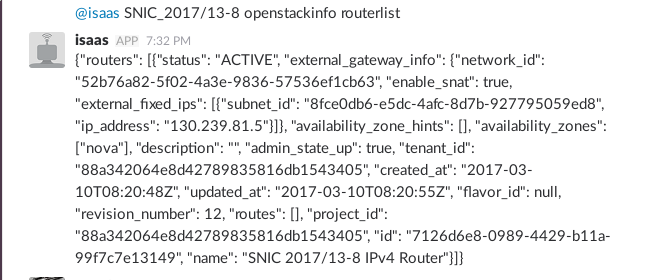 @isaas SNIC_2017/13-8 openstackinfo routerlist
isaas APP 7:32 PM
{"routers": [{"status": "ACTIVE", "external_gateway_info": {"network_id":
"52b76a82-5f02-4a3e-9836-57536ef1cb63", "enable_snat": true,
"external_fixed_ips": [{"subnet_id": "8fce0db6-e5dc-4afc-8d7b-927795059ed8",
"ip_address": "130.239.81.5"}]}, "availability_zone_hints": [], "availability_zones":
["nova"], "description": "", "admin_state_up": true, "tenant_id":
"88a342064e8d42789835816db1543405", "created_at": "2017-03-
10T08:20:48Z", "updated_at": "2017-03-10T08:20:55Z", "flavor_id": null,
"revision_number": 12, "routes": [], "project_id":
"88a342064e8d42789835816db1543405", "id": "7126d6e8-0989-4429-b11a-
99f7c7e13149", "name": "SNIC 2017/13-8 IPv4 Router"}]}